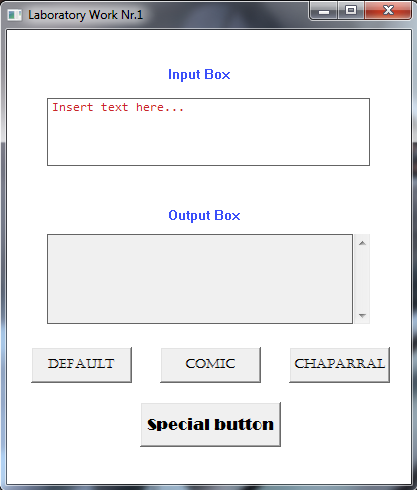 Laboratory Work Nr.1
Input Box
Insert text here...
Output Box
DEFAULT COMIC CHAPARRAL
Special button